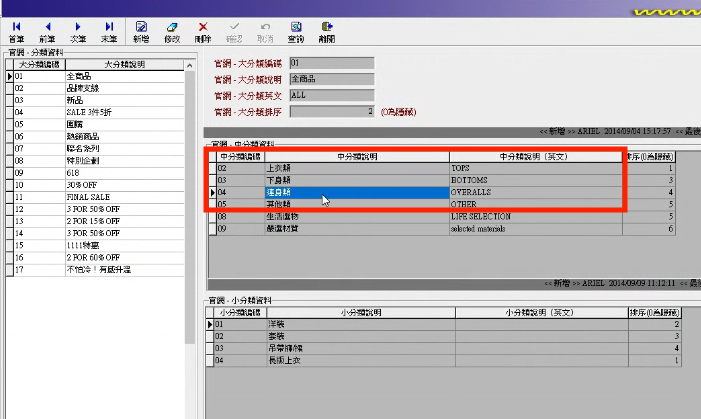 首筆 前筆 次筆 末筆 新增 修改 刪除 確認 取消 查詢 離開
官網 - 分類資料
大分類編碼 大分類說明
01 全商品
02 品牌支線
03 新品
04 SALE 3件5折
05 團購
06 熱銷商品
07 聯名系列
08 特別企劃
09 618
10 30% OFF
11 FINAL SALE
12 3 FOR 50% OFF
13 2 FOR 15% OFF
14 3 FOR 50% OFF
15 1111特惠
16 2 FOR 60% OFF
17 不怕冷！有感升溫
官網 - 大分類編碼 01
官網 - 大分類說明 全商品
官網 - 大分類英文 ALL
官網 - 大分類排序 2 (0為隱藏)
<< 新增 >> ARIEL 2014/09/04 15:17:57 << 最後
官網 - 中分類資料
中分類編碼 中分類說明 中分類說明 (英文) 排序(0為隱藏)
02 上衣類 TOPS 1
03 下身類 BOTTOMS 3
04 連身類 OVERALLS 4
05 其他類 OTHER 5
08 生活選物 LIFE SELECTION 5
09 嚴選材質 selected materials 6
<< 新增 >> ARIEL 2014/09/09 11:12:11 << 最
官網 - 小分類資料
小分類編碼 小分類說明 小分類說明 (英文) 排序(0為隱藏)
01 洋裝 2
02 套裝 3
03 吊帶褲/裙 4
04 長版上衣 1